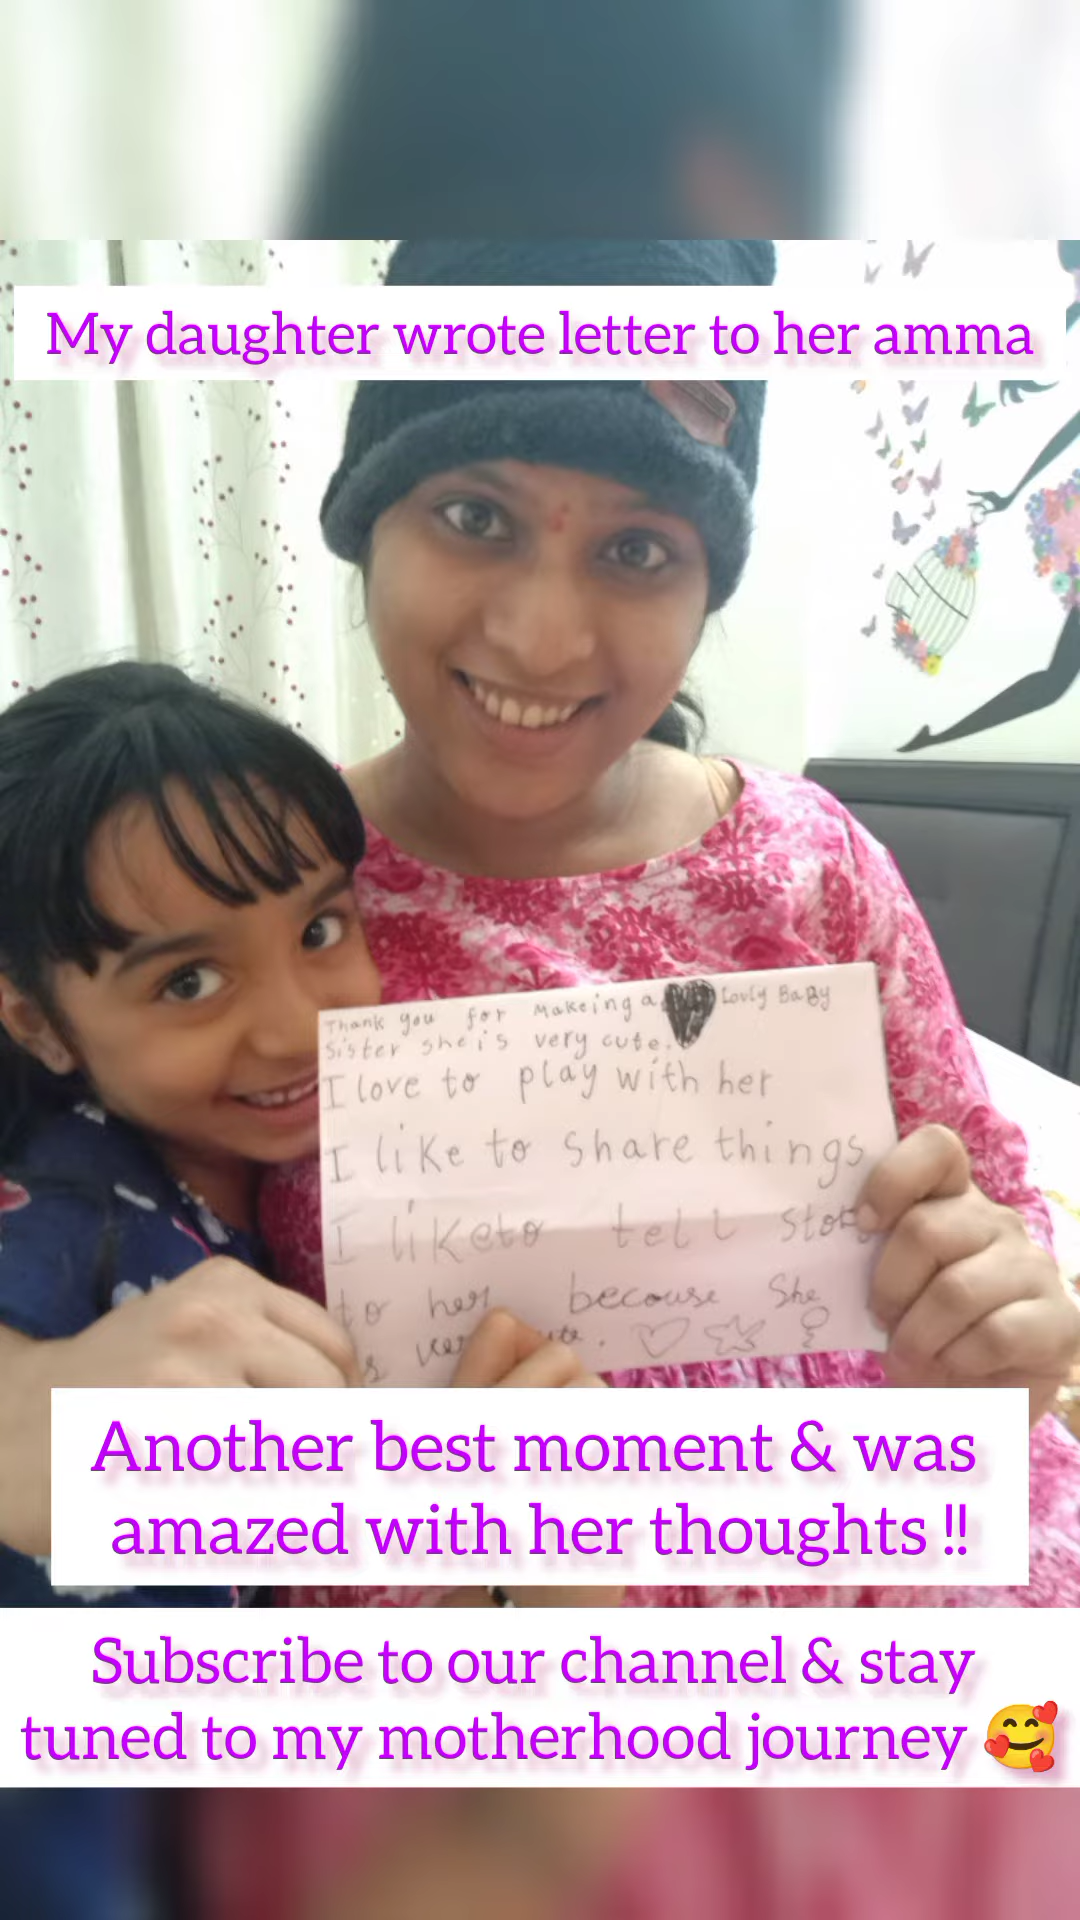 My daughter wrote letter to her amma
Thank you for Makeing a Lovly Baby
Sister she is very cute.
I love to play with her
I like to share things
I like to tell
to her becouse She
Another best moment & was
amazed with her thoughts !!
Subscribe to our channel & stay
tuned to my motherhood journey 🥰